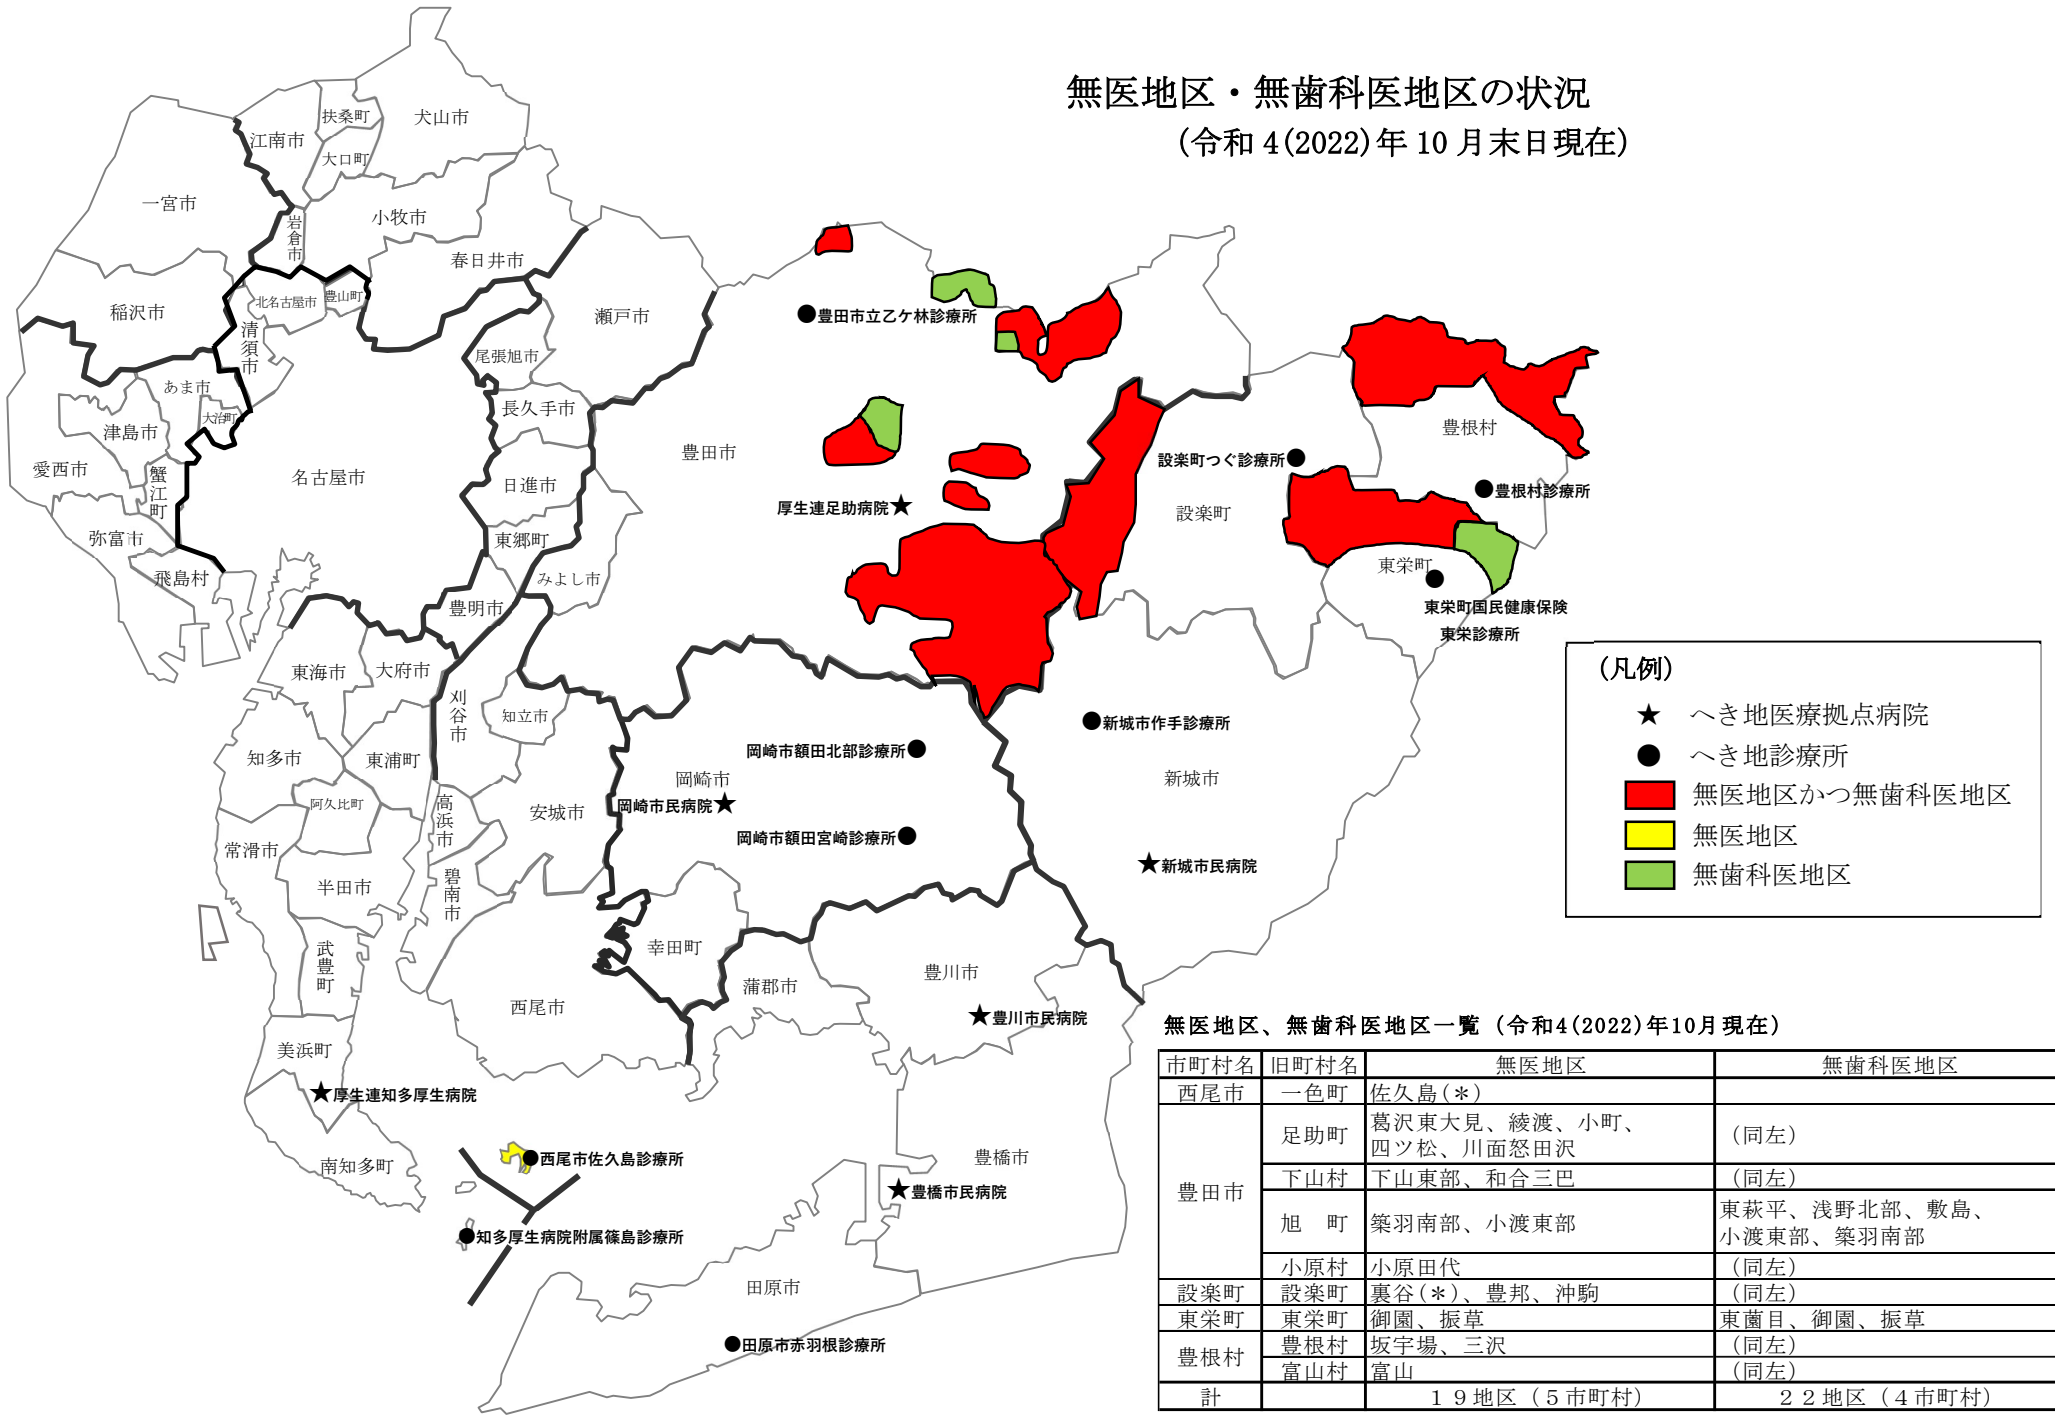 無医地区・無歯科医地区の状況
(令和 4(2022)年 10 月末日現在)
扶桑町
犬山市
江南市
大口町
一宮市
小牧市
岩倉市
春日井市
北名古屋市
豊山町
稲沢市
清須市
瀬戸市
豊田市立乙ケ林診療所
尾張旭市
あま市
大治町
長久手市
津島市
豊根村
豊田市
設楽町つぐ診療所
愛西市
蟹江町
名古屋市
日進市
豊根村診療所
厚生連足助病院
設楽町
弥富市
東郷町
飛島村
みよし市
東栄町
豊明市
東栄町国民健康保険
東栄診療所
東海市
大府市
刈谷市
知立市
新城市作手診療所
知多市
東浦町
岡崎市額田北部診療所
岡崎市
新城市
阿久比町
高浜市
岡崎市民病院
安城市
岡崎市額田宮崎診療所
常滑市
新城市民病院
半田市
碧南市
武豊町
幸田町
豊川市
蒲郡市
西尾市
豊川市民病院
美浜町
厚生連知多厚生病院
西尾市佐久島診療所
豊橋市
南知多町
豊橋市民病院
知多厚生病院附属篠島診療所
田原市
田原市赤羽根診療所
(凡例)
★ へき地医療拠点病院
● へき地診療所
無医地区かつ無歯科医地区
無医地区
無歯科医地区
無医地区、無歯科医地区一覧（令和4(2022)年10月現在）
市町村名 旧町村名 無医地区 無歯科医地区
西尾市 一色町 佐久島(＊)
豊田市 足助町 葛沢東大見、綾渡、小町、
四ツ松、川面怒田沢 （同左）
下山村 下山東部、和合三巴 （同左）
旭　町 築羽南部、小渡東部 東萩平、浅野北部、敷島、
小渡東部、築羽南部
小原村 小原田代 （同左）
設楽町 設楽町 裏谷(＊)、豊邦、沖駒 （同左）
東栄町 東栄町 御園、振草 東薗目、御園、振草
豊根村 豊根村 坂宇場、三沢 （同左）
富山村 富山 （同左）
計 １９地区（５市町村） ２２地区（４市町村）